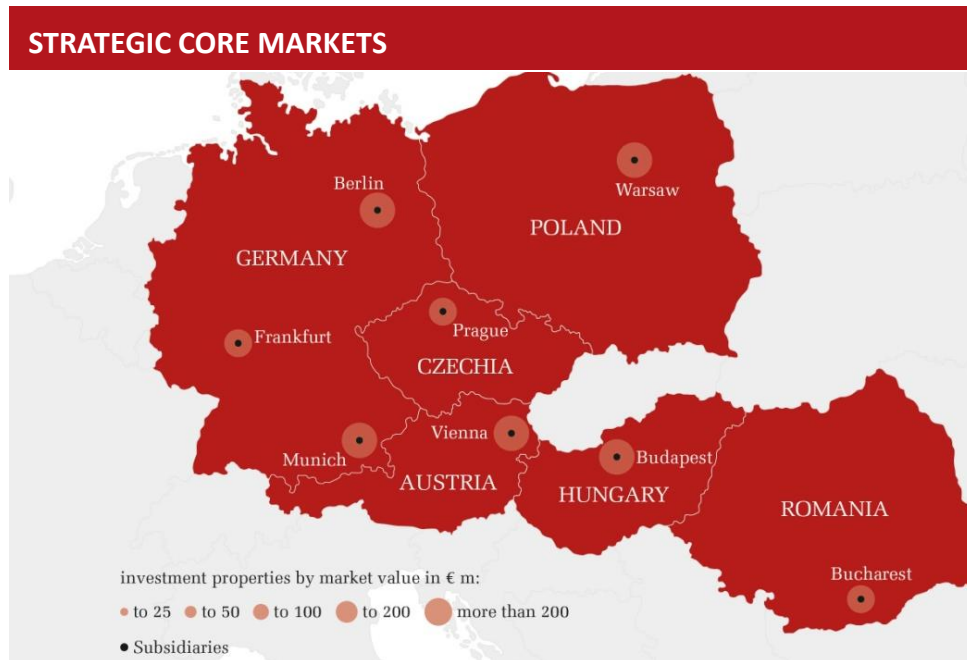 STRATEGIC CORE MARKETS
Berlin
Warsaw
POLAND
GERMANY
Prague
Frankfurt
CZECHIA
Vienna
Munich
Budapest
AUSTRIA
HUNGARY
ROMANIA
Bucharest
investment properties by market value in € m:
to 25 to 50 to 100 to 200 more than 200
Subsidiaries